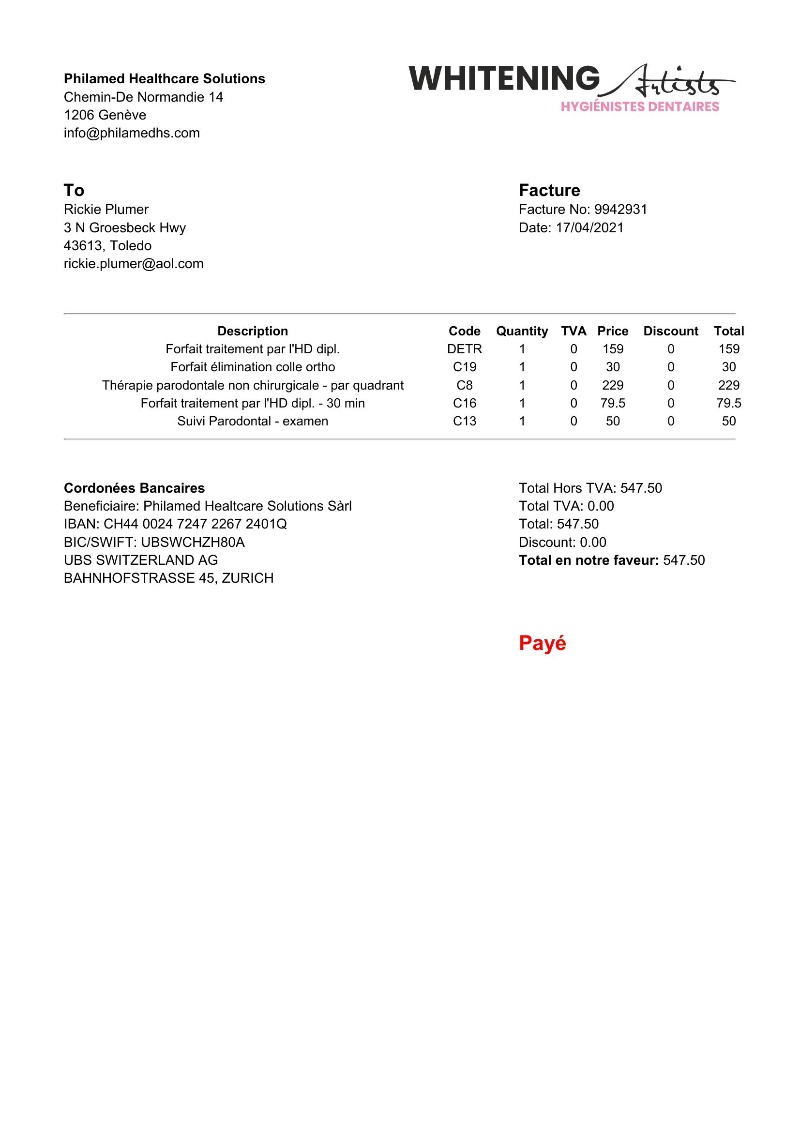 Philamed Healthcare Solutions
Chemin-De Normandie 14
1206 Genève
info@philamedhs.com
WHITENING Artists
HYGIÉNISTES DENTAIRES
To
Rickie Plumer
3 N Groesbeck Hwy
43613, Toledo
rickie.plumer@aol.com
Facture
Facture No: 9942931
Date: 17/04/2021
Description Code Quantity TVA Price Discount Total
Forfait traitement par l'HD dipl. DETR 1 0 159 0 159
Forfait élimination colle ortho C19 1 0 30 0 30
Thérapie parodontale non chirurgicale - par quadrant C8 1 0 229 0 229
Forfait traitement par l'HD dipl. - 30 min C16 1 0 79.5 0 79.5
Suivi Parodontal - examen C13 1 0 50 0 50
Cordonées Bancaires
Beneficiaire: Philamed Healtcare Solutions Sàrl
IBAN: CH44 0024 7247 2267 2401Q
BIC/SWIFT: UBSWCHZH80A
UBS SWITZERLAND AG
BAHNHOFSTRASSE 45, ZURICH
Total Hors TVA: 547.50
Total TVA: 0.00
Total: 547.50
Discount: 0.00
Total en notre faveur: 547.50
Payé